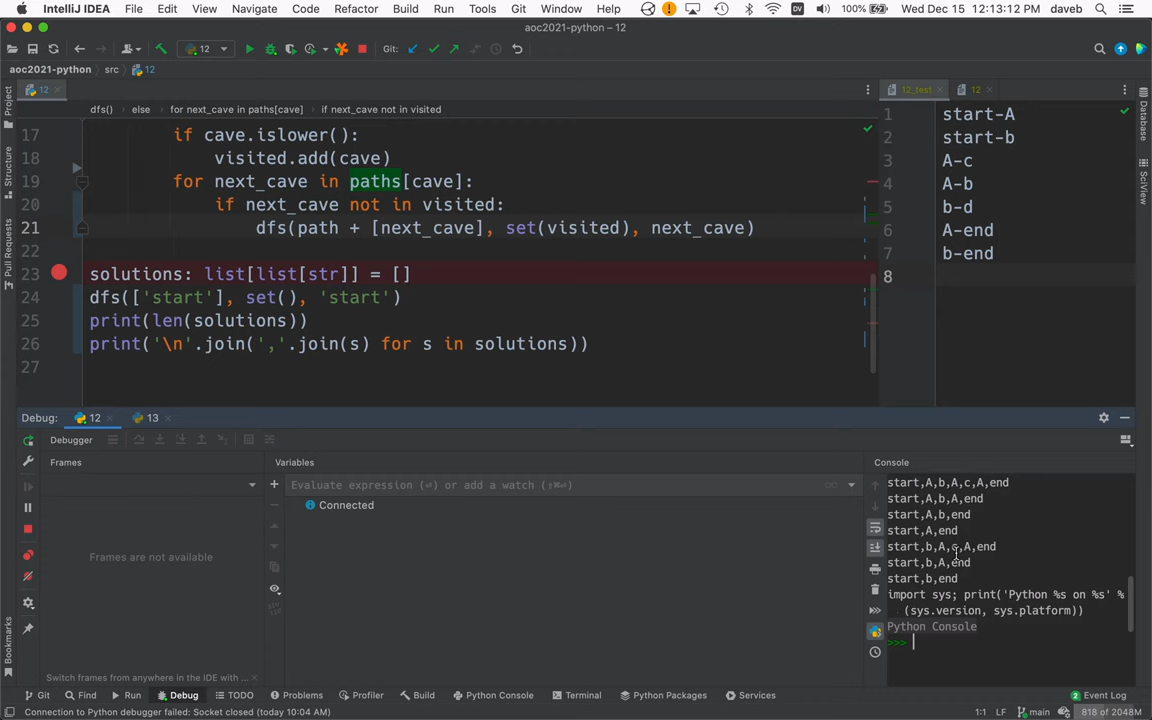 IntelliJ IDEA File Edit View Navigate Code Refactor Build Run Tools Git Window Help 100% Wed Dec 15 13:13:12 daveb
aoc2021-python – 12
12 Git:
aoc2021-python src 12
12 12_test 12
dfs() else for next_cave in paths[cave] if next_cave not in visited
17 if cave.islower():
18 visited.add(cave)
19 for next_cave in paths[cave]:
20 if next_cave not in visited:
21 dfs(path + [next_cave], set(visited), next_cave)
22
23 solutions: list[list[str]] = []
24 dfs(['start'], set(), 'start')
25 print(len(solutions))
26 print('\n'.join(','.join(s) for s in solutions))
27
1 start-A
2 start-b
3 A-c
4 A-b
5 b-d
6 A-end
7 b-end
8
Project
Structure
Pull Requests
Bookmarks
Database
SciView
Debug: 12 13
Debugger
Frames
Frames are not available
Switch frames from anywhere in the IDE with ...
Variables
Evaluate expression (⏎) or add a watch (⇧⌘⏎)
Connected
Console
start,A,b,A,c,A,end
start,A,b,A,end
start,A,b,end
start,A,end
start,b,A,c,A,end
start,b,A,end
start,b,end
import sys; print('Python %s on %s' %
(sys.version, sys.platform))
Python Console
>>>
Git Find Run Debug TODO Problems Profiler Build Python Console Terminal Python Packages Services 2 Event Log
Connection to Python debugger failed: Socket closed (today 10:04 AM) 1:1 LF main 818 of 2048M